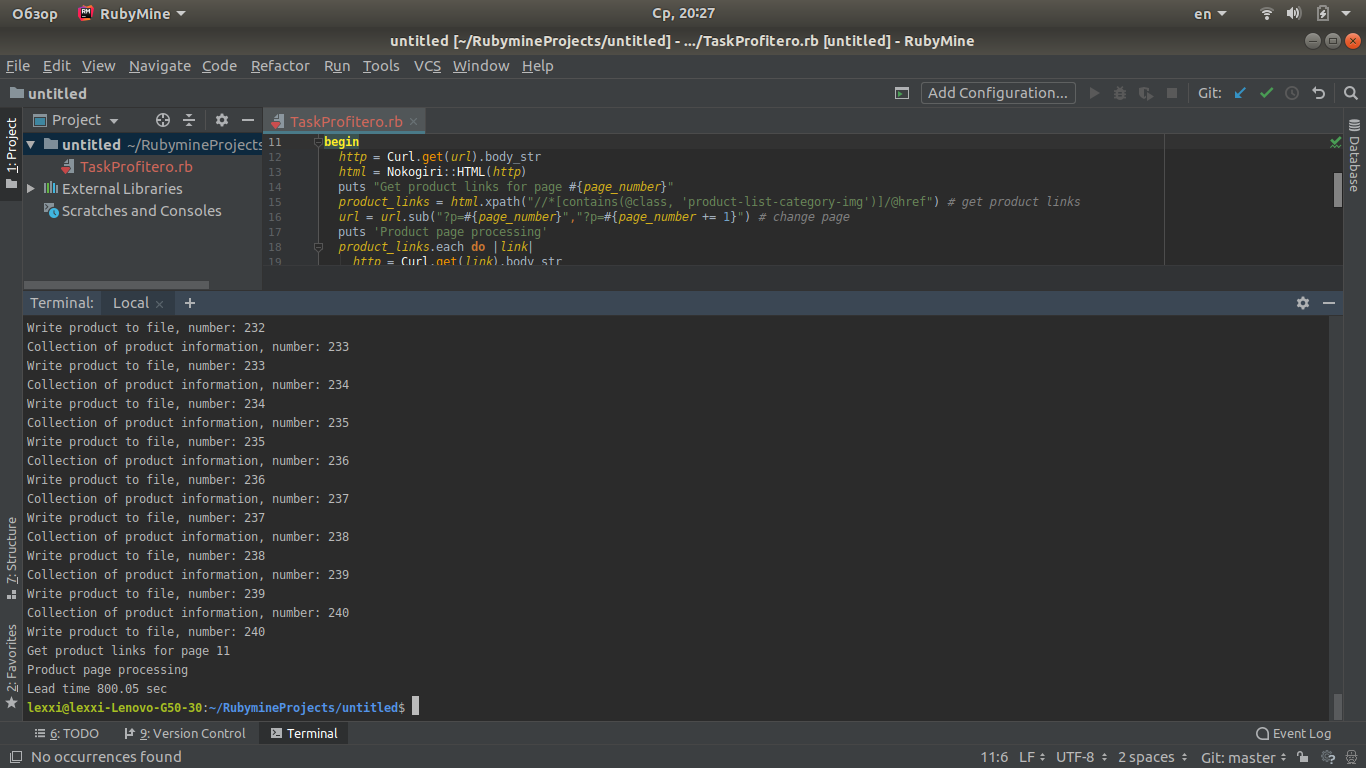 Обзор RubyMine Ср, 20:27 en
untitled [~/RubymineProjects/untitled] - .../TaskProfitero.rb [untitled] - RubyMine
File Edit View Navigate Code Refactor Run Tools VCS Window Help
untitled Add Configuration... Git:
1: Project
Project
untitled ~/RubymineProjects
TaskProfitero.rb
External Libraries
Scratches and Consoles
TaskProfitero.rb
11 begin
12 http = Curl.get(url).body_str
13 html = Nokogiri::HTML(http)
14 puts "Get product links for page #{page_number}"
15 product_links = html.xpath("//*[contains(@class, 'product-list-category-img')]/@href") # get product links
16 url = url.sub("?p=#{page_number}","?p=#{page_number += 1}") # change page
17 puts 'Product page processing'
18 product_links.each do |link|
19 http = Curl.get(link).body_str
Database
Terminal: Local +
Write product to file, number: 232
Collection of product information, number: 233
Write product to file, number: 233
Collection of product information, number: 234
Write product to file, number: 234
Collection of product information, number: 235
Write product to file, number: 235
Collection of product information, number: 236
Write product to file, number: 236
Collection of product information, number: 237
Write product to file, number: 237
Collection of product information, number: 238
Write product to file, number: 238
Collection of product information, number: 239
Write product to file, number: 239
Collection of product information, number: 240
Write product to file, number: 240
Get product links for page 11
Product page processing
Lead time 800.05 sec
lexxi@lexxi-Lenovo-G50-30:~/RubymineProjects/untitled$
7: Structure
2: Favorites
6: TODO 9: Version Control Terminal Event Log
No occurrences found 11:6 LF UTF-8 2 spaces Git: master